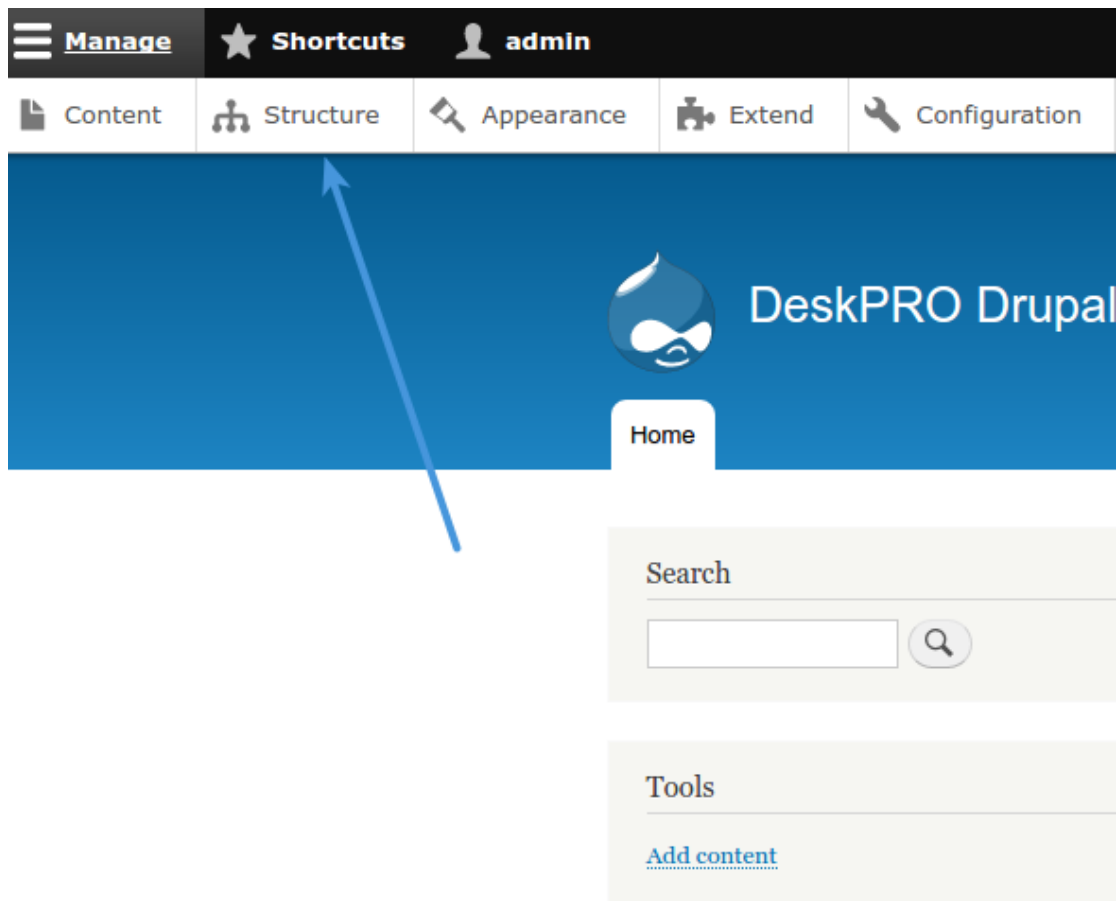 Manage Shortcuts admin
Content Structure Appearance Extend Configuration
DeskPRO Drupal
Home
Search
Tools
Add content